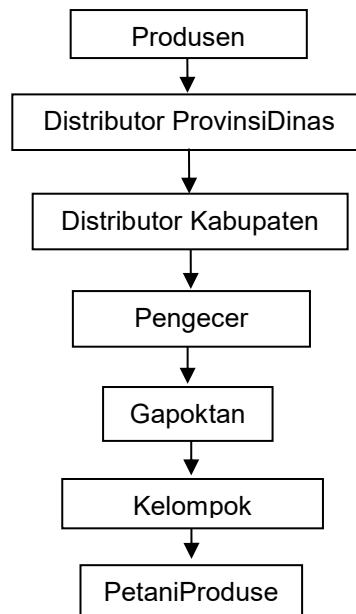 Produsen
Distributor ProvinsiDinas
Distributor Kabupaten
Pengecer
Gapoktan
Kelompok
PetaniProduse